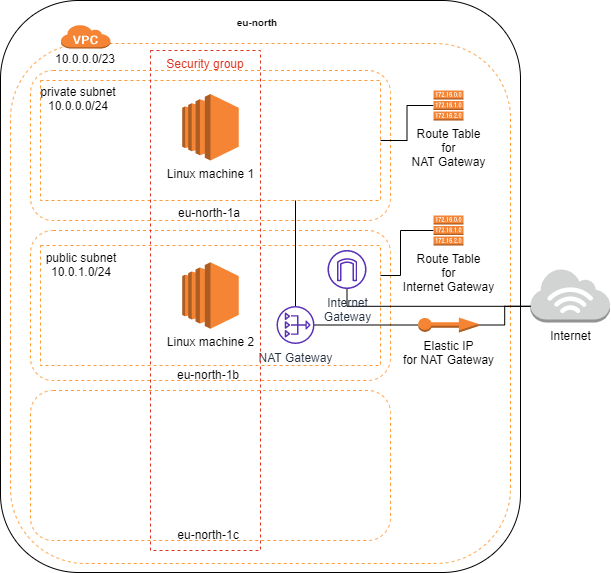 eu-north
VPC
10.0.0.0/23
Security group
private subnet
10.0.0.0/24
Linux machine 1
172.16.0.0
172.16.1.0
172.16.2.0
Route Table
for
NAT Gateway
eu-north-1a
public subnet
10.0.1.0/24
Linux machine 2
172.16.0.0
172.16.1.0
172.16.2.0
Route Table
for
Internet Gateway
Internet
Gateway
NAT Gateway
Elastic IP
for NAT Gateway
Internet
eu-north-1b
eu-north-1c